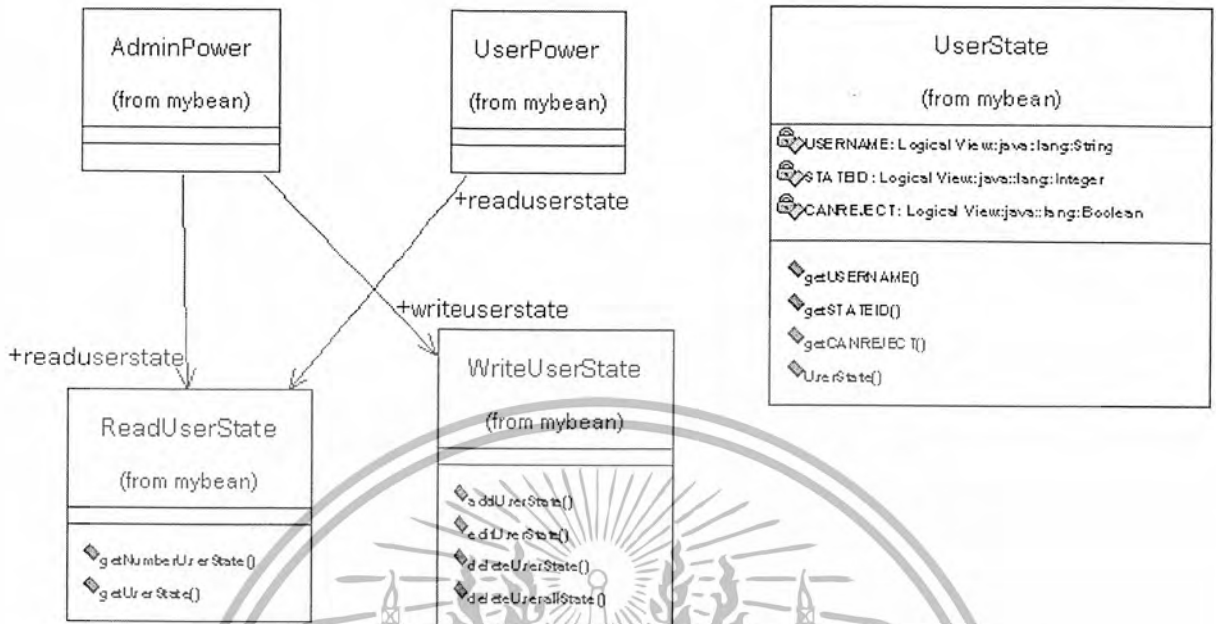 AdminPower
(from mybean)
UserPower
(from mybean)
UserState
(from mybean)
USERNAME: Logical View::java::lang::String
STATEID: Logical View::java::lang::Integer
CANREJECT: Logical View::java::lang::Boolean
getUSERNAME()
getSTATEID()
getCANREJECT()
UserState()
+readuserstate
+writeuserstate
+readuserstate
ReadUserState
(from mybean)
getNumberUserState()
getUserState()
WriteUserState
(from mybean)
addUserState()
editUserState()
deleteUserState()
deleteUserallState()